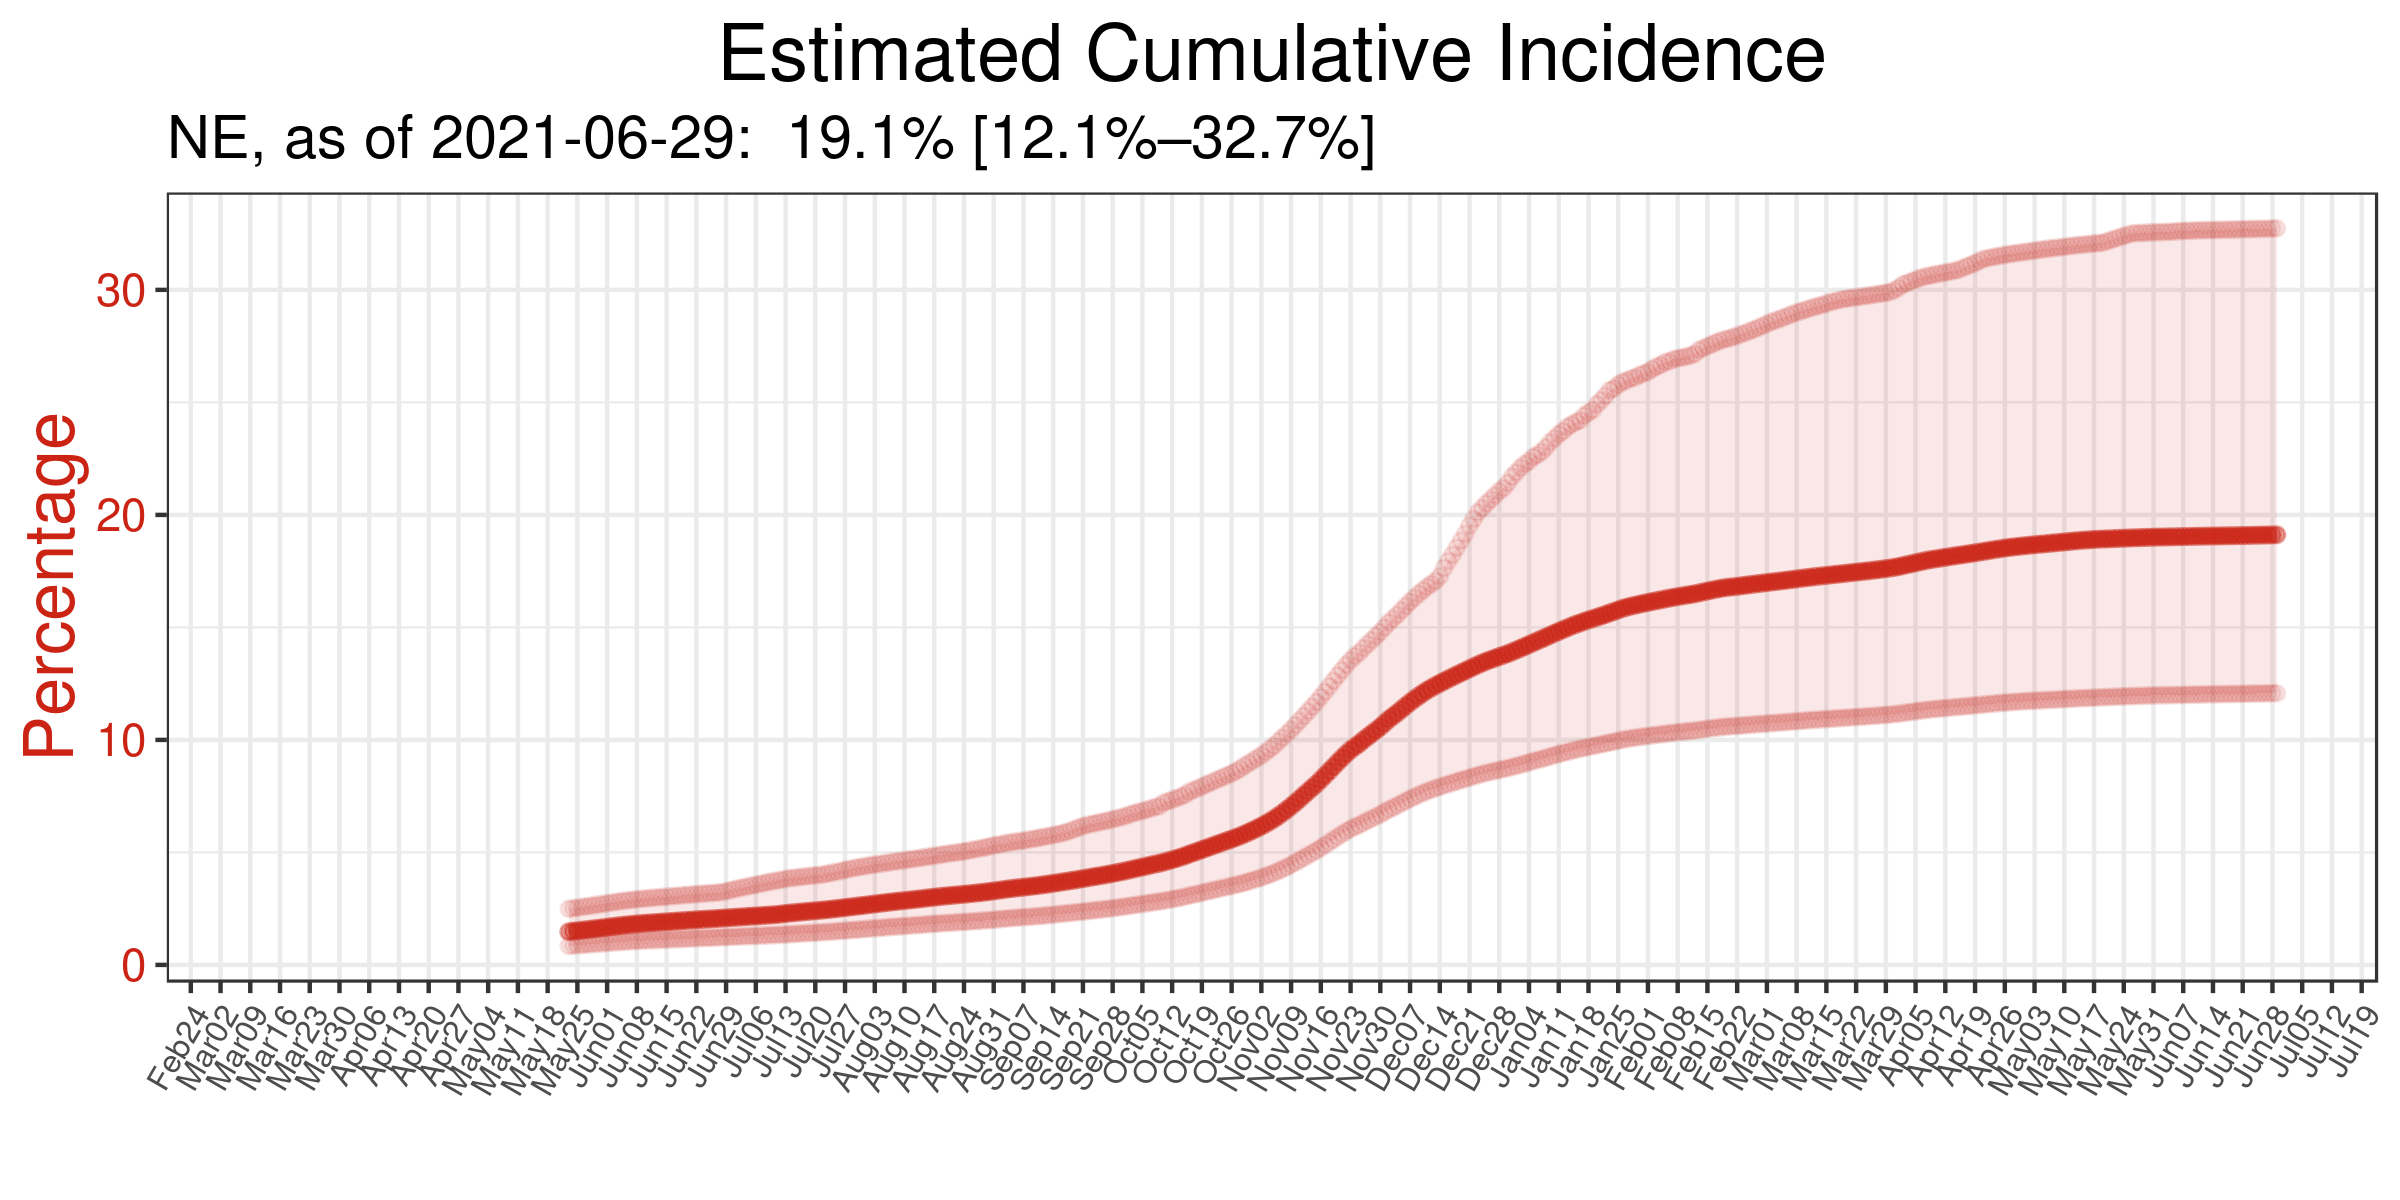 Estimated Cumulative Incidence
NE, as of 2021-06-29:  19.1% [12.1%–32.7%]
Percentage
30
20
10
0
Feb24
Mar02
Mar09
Mar16
Mar23
Mar30
Apr06
Apr13
Apr20
Apr27
May04
May11
May18
May25
Jun01
Jun08
Jun15
Jun22
Jun29
Jul06
Jul13
Jul20
Jul27
Aug03
Aug10
Aug17
Aug24
Aug31
Sep07
Sep14
Sep21
Sep28
Oct05
Oct12
Oct19
Oct26
Nov02
Nov09
Nov16
Nov23
Nov30
Dec07
Dec14
Dec21
Dec28
Jan04
Jan11
Jan18
Jan25
Feb01
Feb08
Feb15
Feb22
Mar01
Mar08
Mar15
Mar22
Mar29
Apr05
Apr12
Apr19
Apr26
May03
May10
May17
May24
May31
Jun07
Jun14
Jun21
Jun28
Jul05
Jul12
Jul19